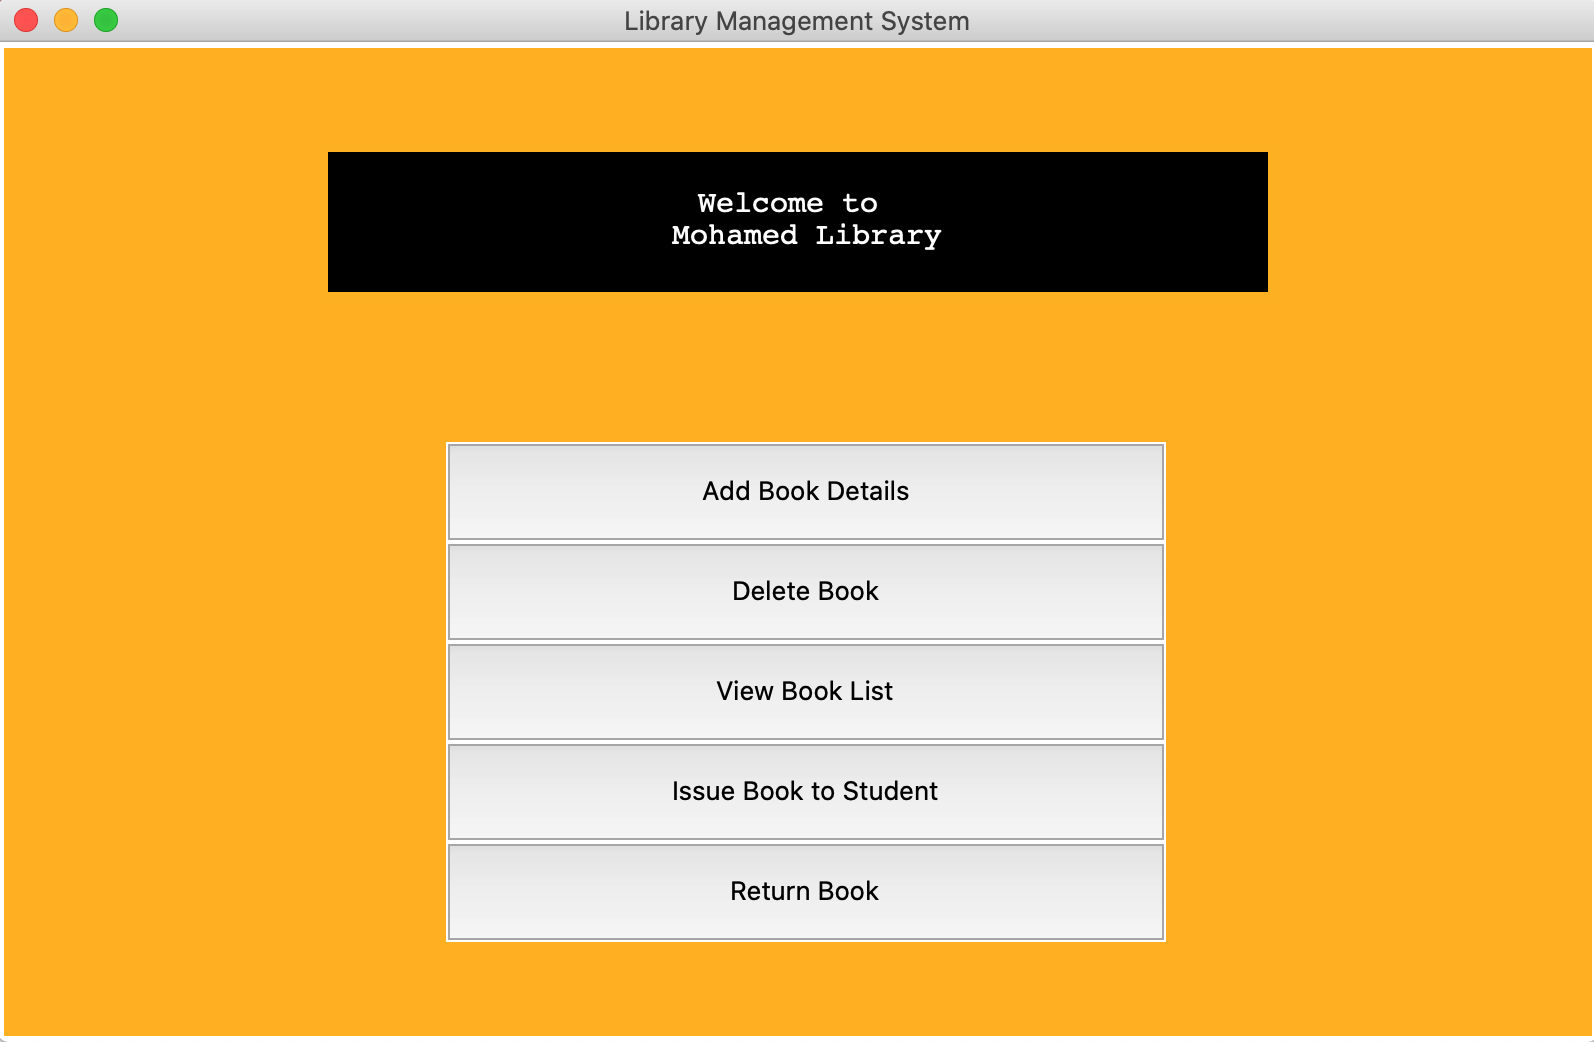 Library Management System
Welcome to
Mohamed Library
Add Book Details
Delete Book
View Book List
Issue Book to Student
Return Book